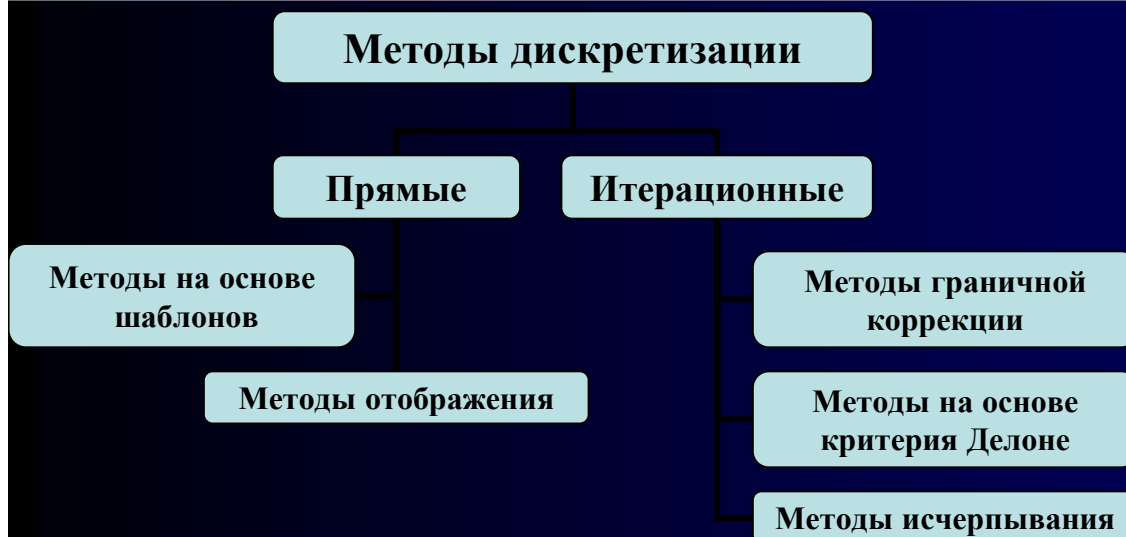 Методы дискретизации
Прямые
Итерационные
Методы на основе
шаблонов
Методы отображения
Методы граничной
коррекции
Методы на основе
критерия Делоне
Методы исчерпывания